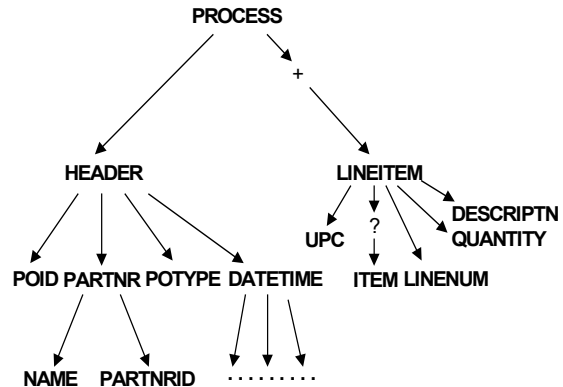 PROCESS
+
HEADER LINEITEM
DESCRIPTN
UPC ? QUANTITY
POID PARTNR POTYPE DATETIME ITEM LINENUM
NAME PARTNRID . . . . . . . . .